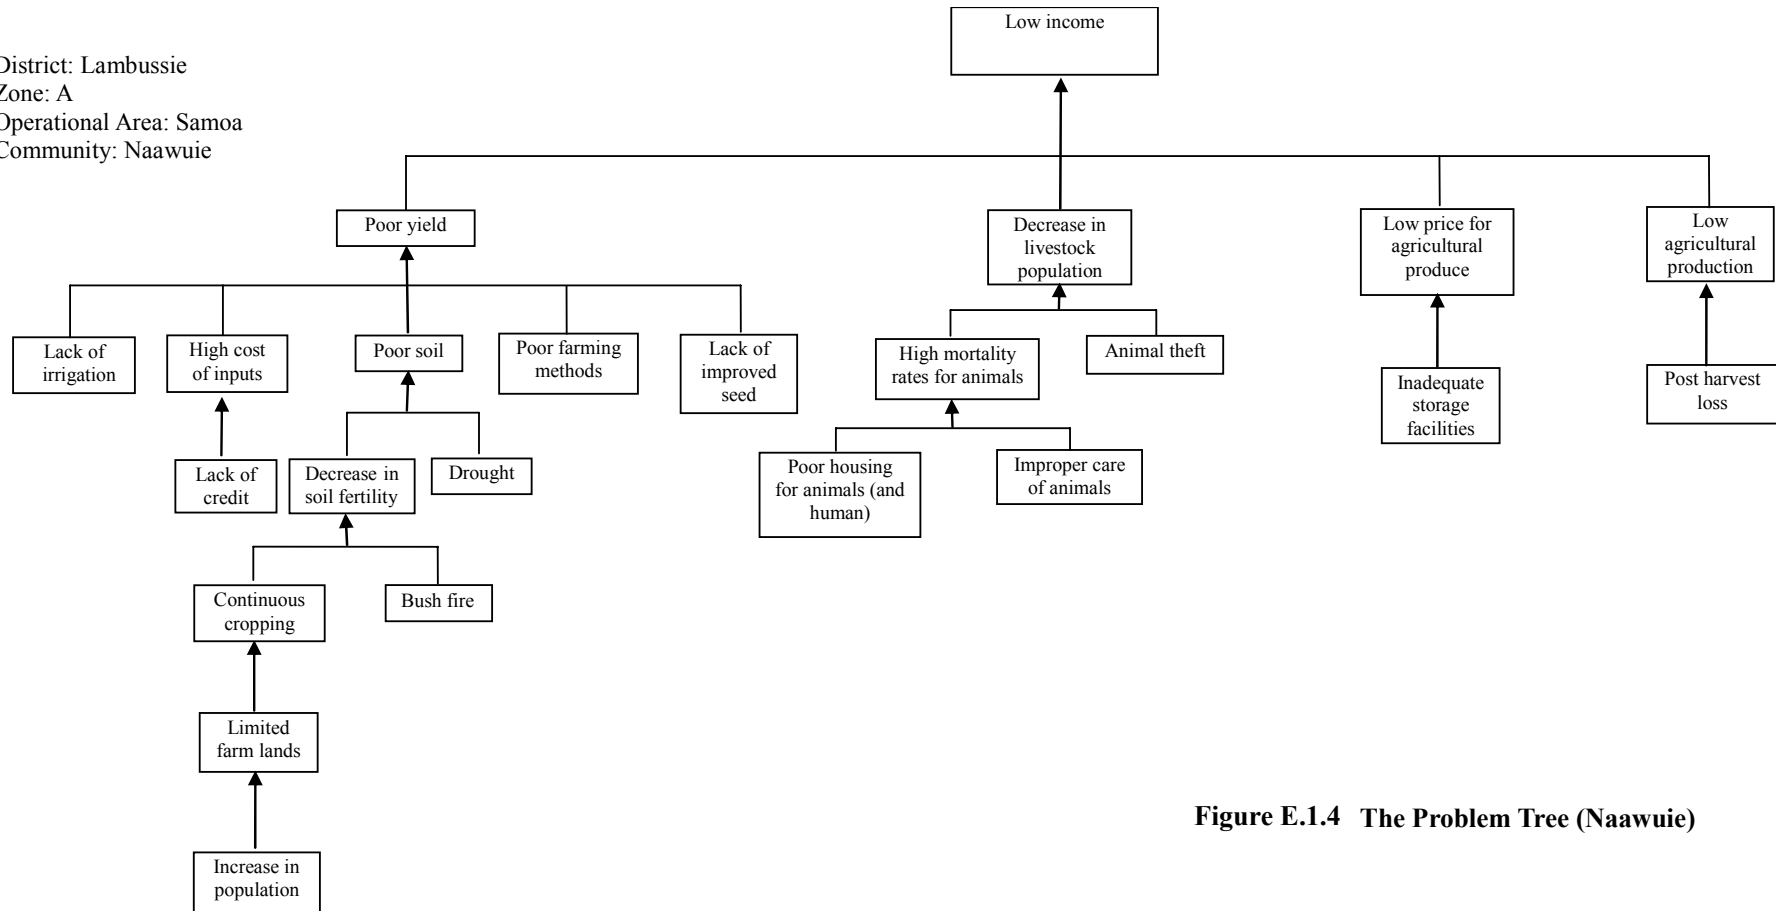 Low income
District: Lambussie
Zone: A
Operational Area: Samoa
Community: Naawuie
Poor yield
Decrease in
livestock
population
Low price for
agricultural
produce
Low
agricultural
production
Lack of
irrigation
High cost
of inputs
Poor soil
Poor farming
methods
Lack of
improved
seed
High mortality
rates for animals
Animal theft
Inadequate
storage
facilities
Post harvest
loss
Lack of
credit
Decrease in
soil fertility
Drought
Poor housing
for animals (and
human)
Improper care
of animals
Continuous
cropping
Bush fire
Limited
farm lands
Increase in
population
Figure E.1.4 The Problem Tree (Naawuie)